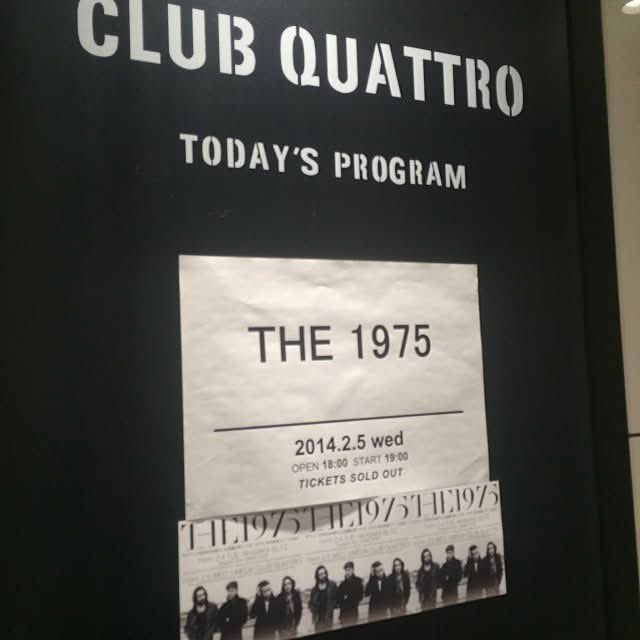 CLUB QUATTRO
TODAY'S PROGRAM
THE 1975
2014.2.5 wed
OPEN 18:00 START 19:00
TICKETS SOLD OUT
THE1975THE1975THE1975